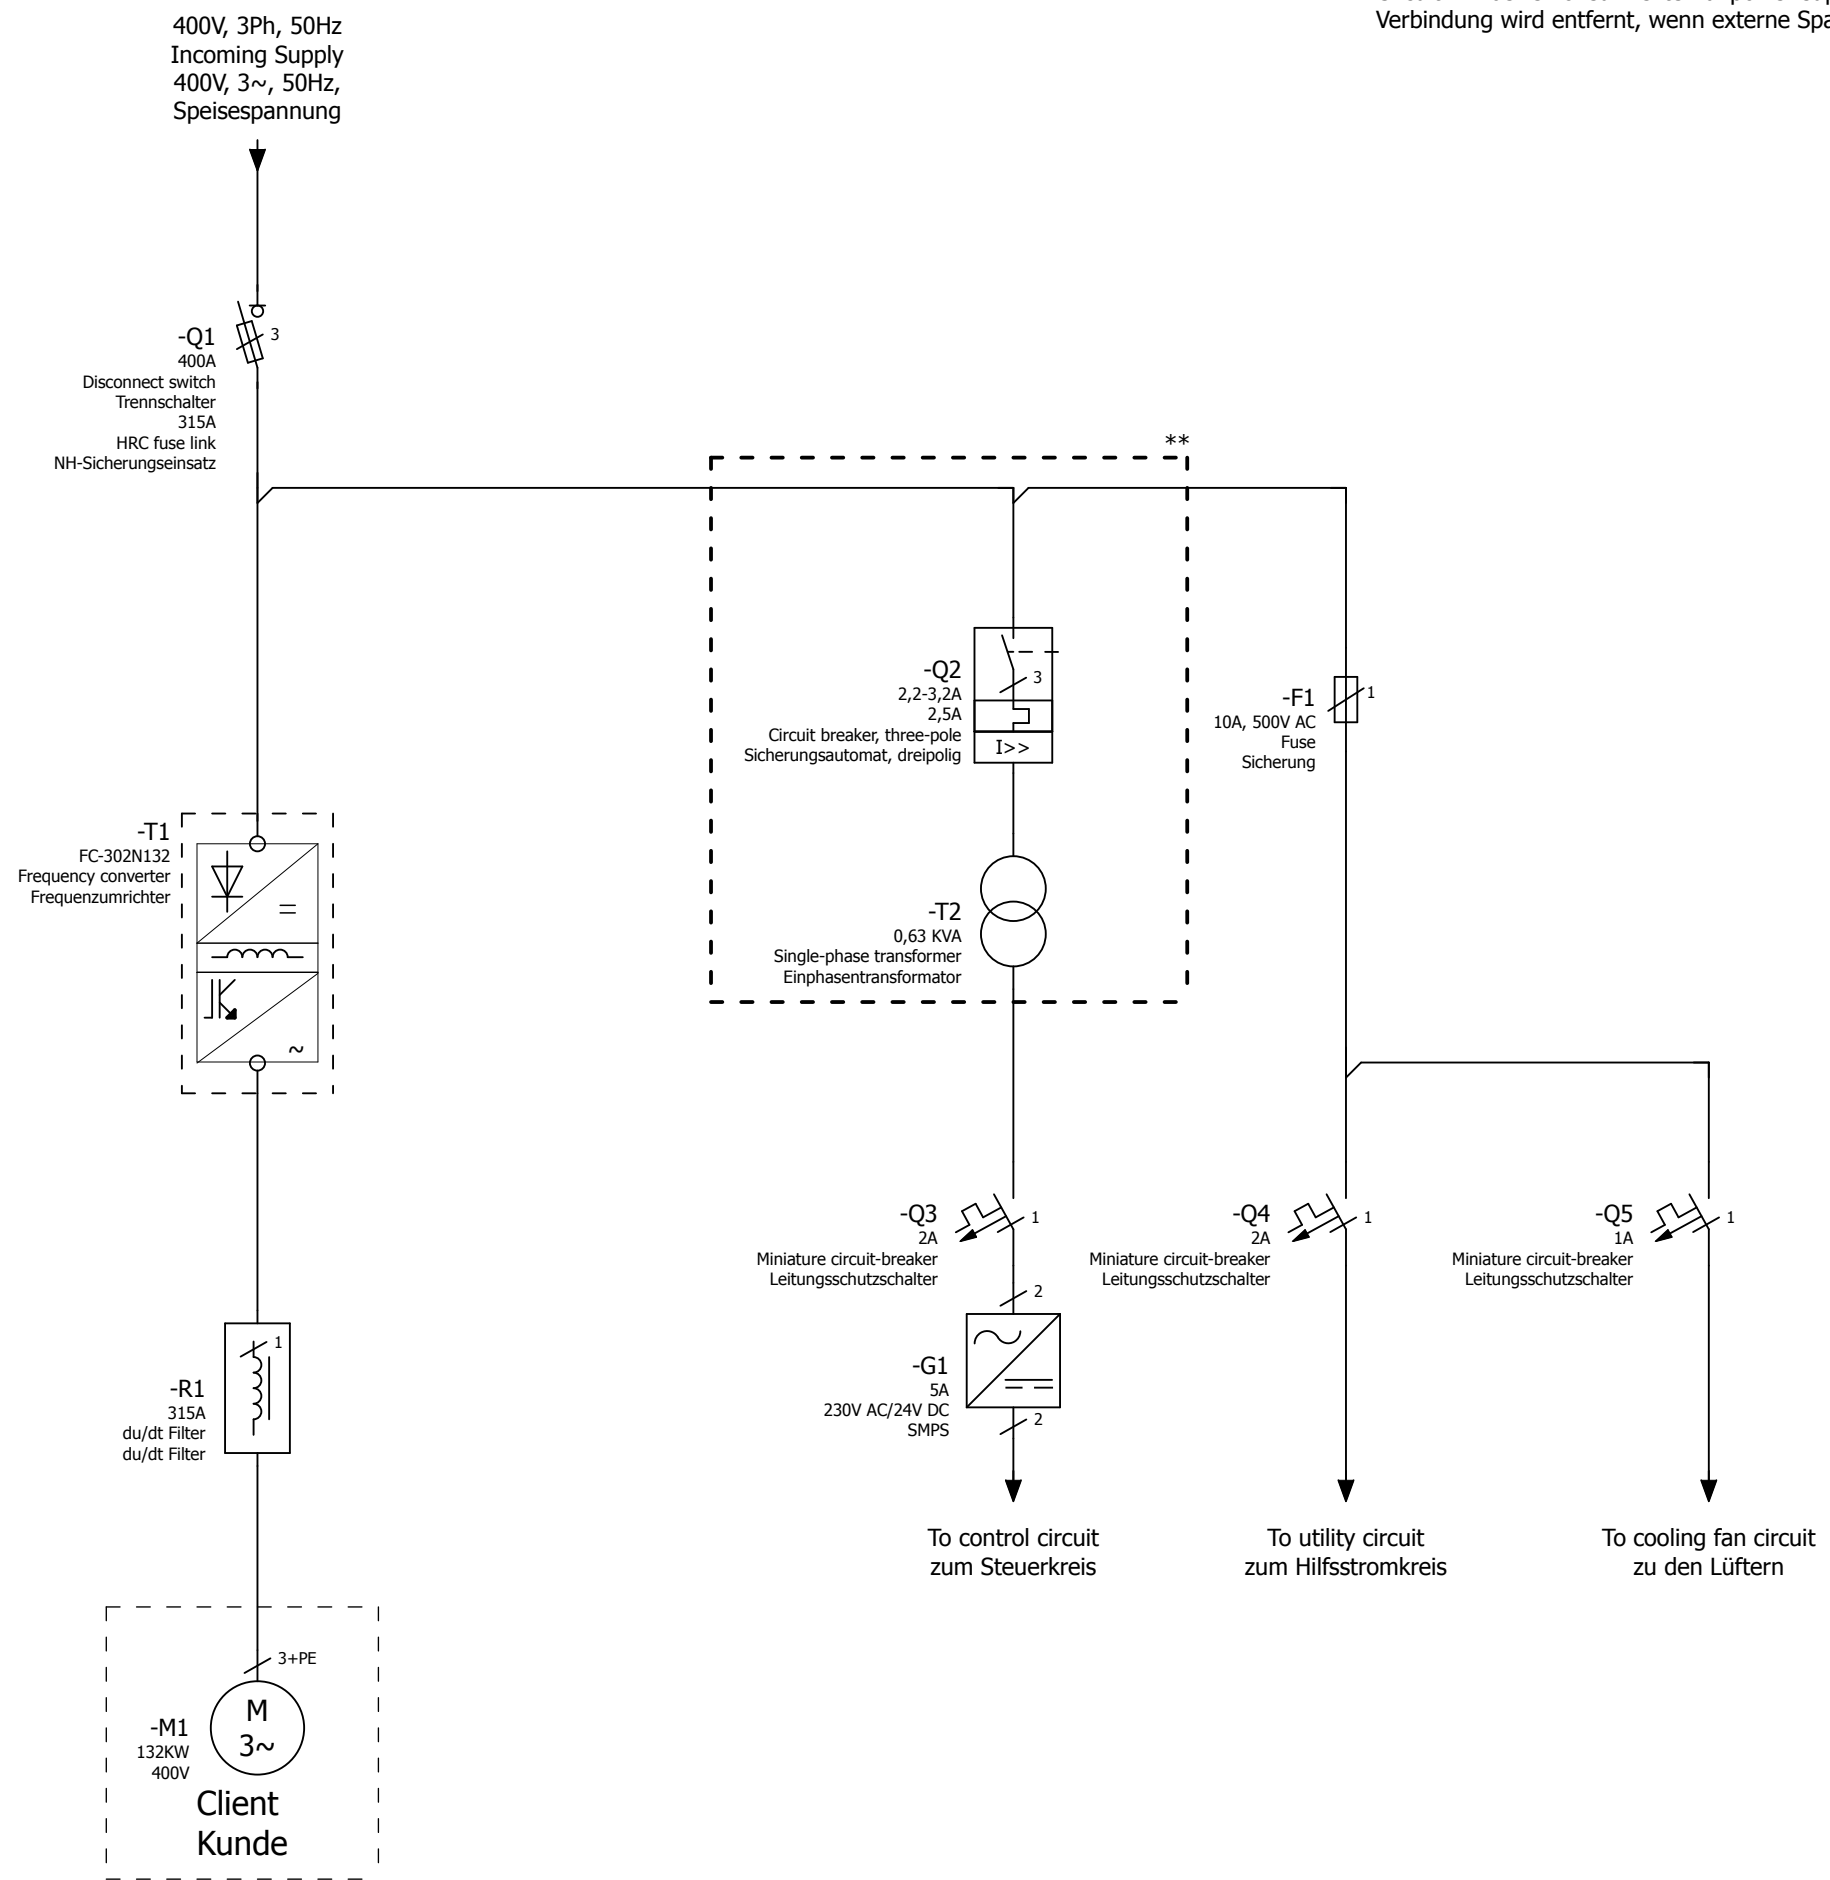 Verbindung wird entfernt, wenn externe
400V, 3Ph, 50Hz
Incoming Supply
400V, 3~, 50Hz,
Speisespannung
-Q1
400A
Disconnect switch
Trennschalter
315A
HRC fuse link
NH-Sicherungseinsatz
3
**
-Q2
2,2-3,2A
2,5A
Circuit breaker, three-pole
Sicherungsautomat, dreipolig
3
I>>
-F1
10A, 500V AC
Fuse
Sicherung
1
-T1
FC-302N132
Frequency converter
Frequenzumrichter
=
~
-T2
0,63 KVA
Single-phase transformer
Einphasentransformator
-Q3
2A
Miniature circuit-breaker
Leitungsschutzschalter
1
-Q4
2A
Miniature circuit-breaker
Leitungsschutzschalter
1
-Q5
1A
Miniature circuit-breaker
Leitungsschutzschalter
1
2
-G1
5A
230V AC/24V DC
SMPS
2
-R1
315A
du/dt Filter
du/dt Filter
1
To control circuit
zum Steuerkreis
To utility circuit
zum Hilfsstromkreis
To cooling fan circuit
zu den Lüftern
3+PE
-M1
132KW
400V
M
3~
Client
Kunde